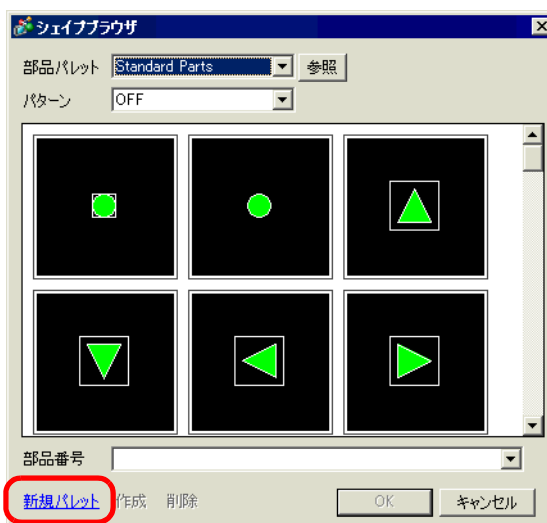 シェイプブラウザ
部品パレット Standard Parts 参照
パターン OFF
部品番号
新規パレット 作成 削除 OK キャンセル